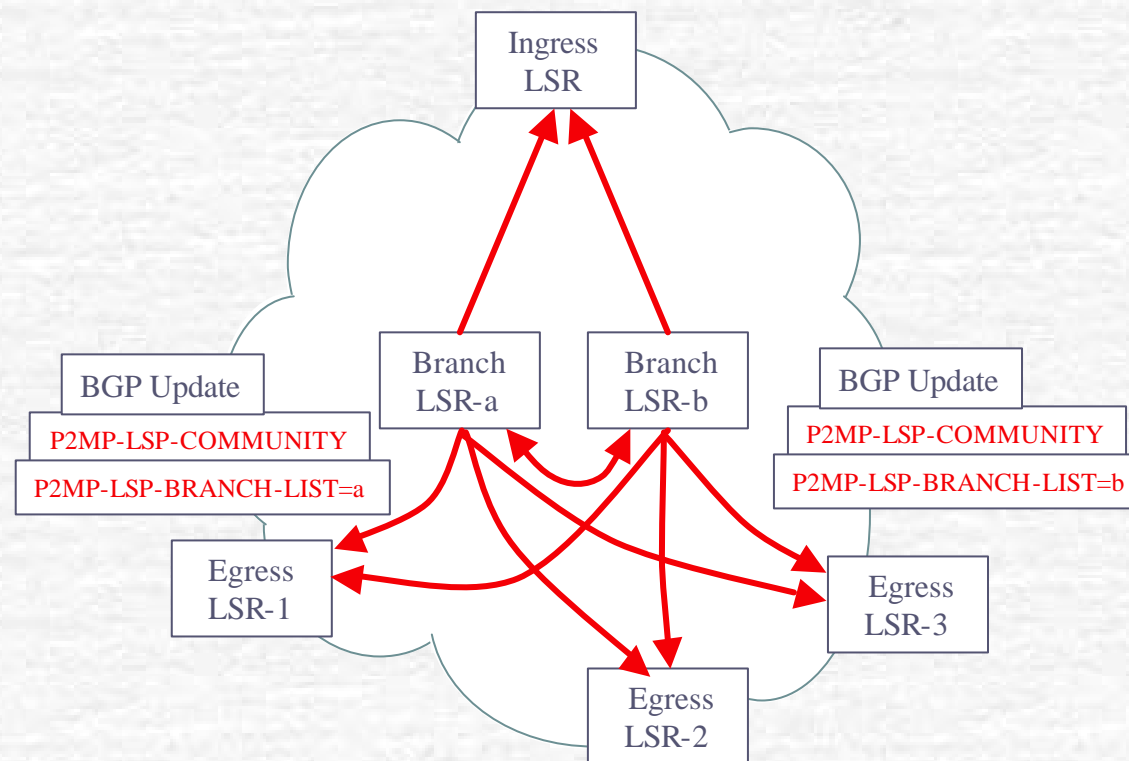 Ingress
LSR
Branch
LSR-a
Branch
LSR-b
BGP Update
P2MP-LSP-COMMUNITY
P2MP-LSP-BRANCH-LIST=a
BGP Update
P2MP-LSP-COMMUNITY
P2MP-LSP-BRANCH-LIST=b
Egress
LSR-1
Egress
LSR-3
Egress
LSR-2